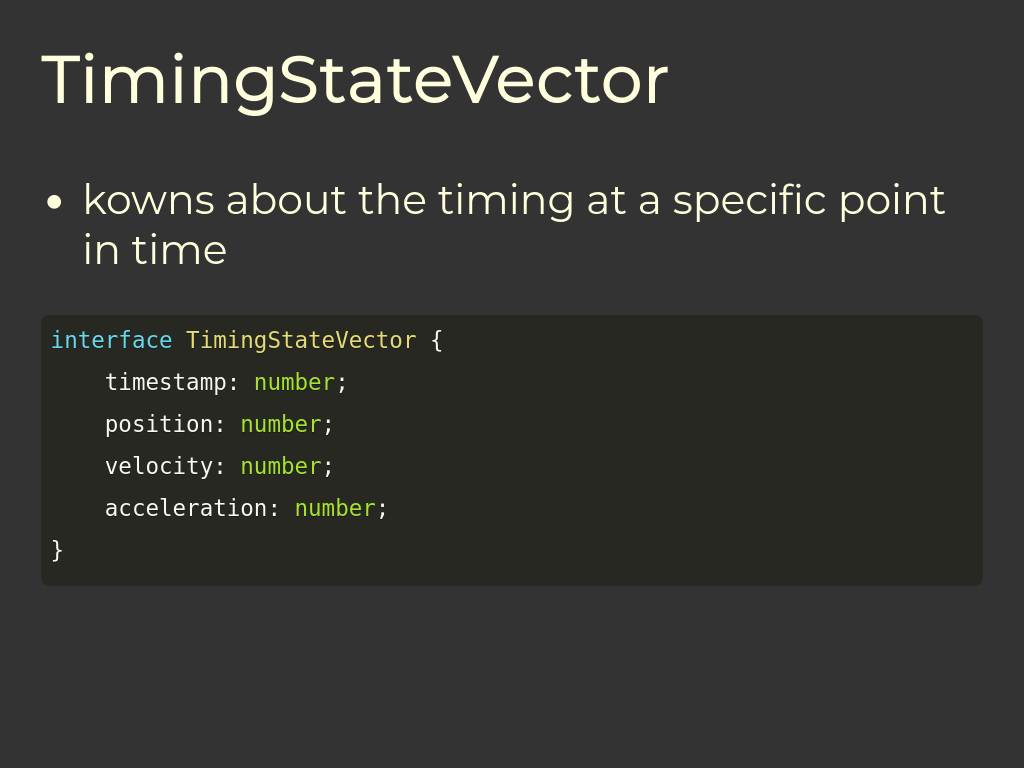 TimingStateVector
• kowns about the timing at a specific point
in time
interface TimingStateVector {
    timestamp: number;
    position: number;
    velocity: number;
    acceleration: number;
}